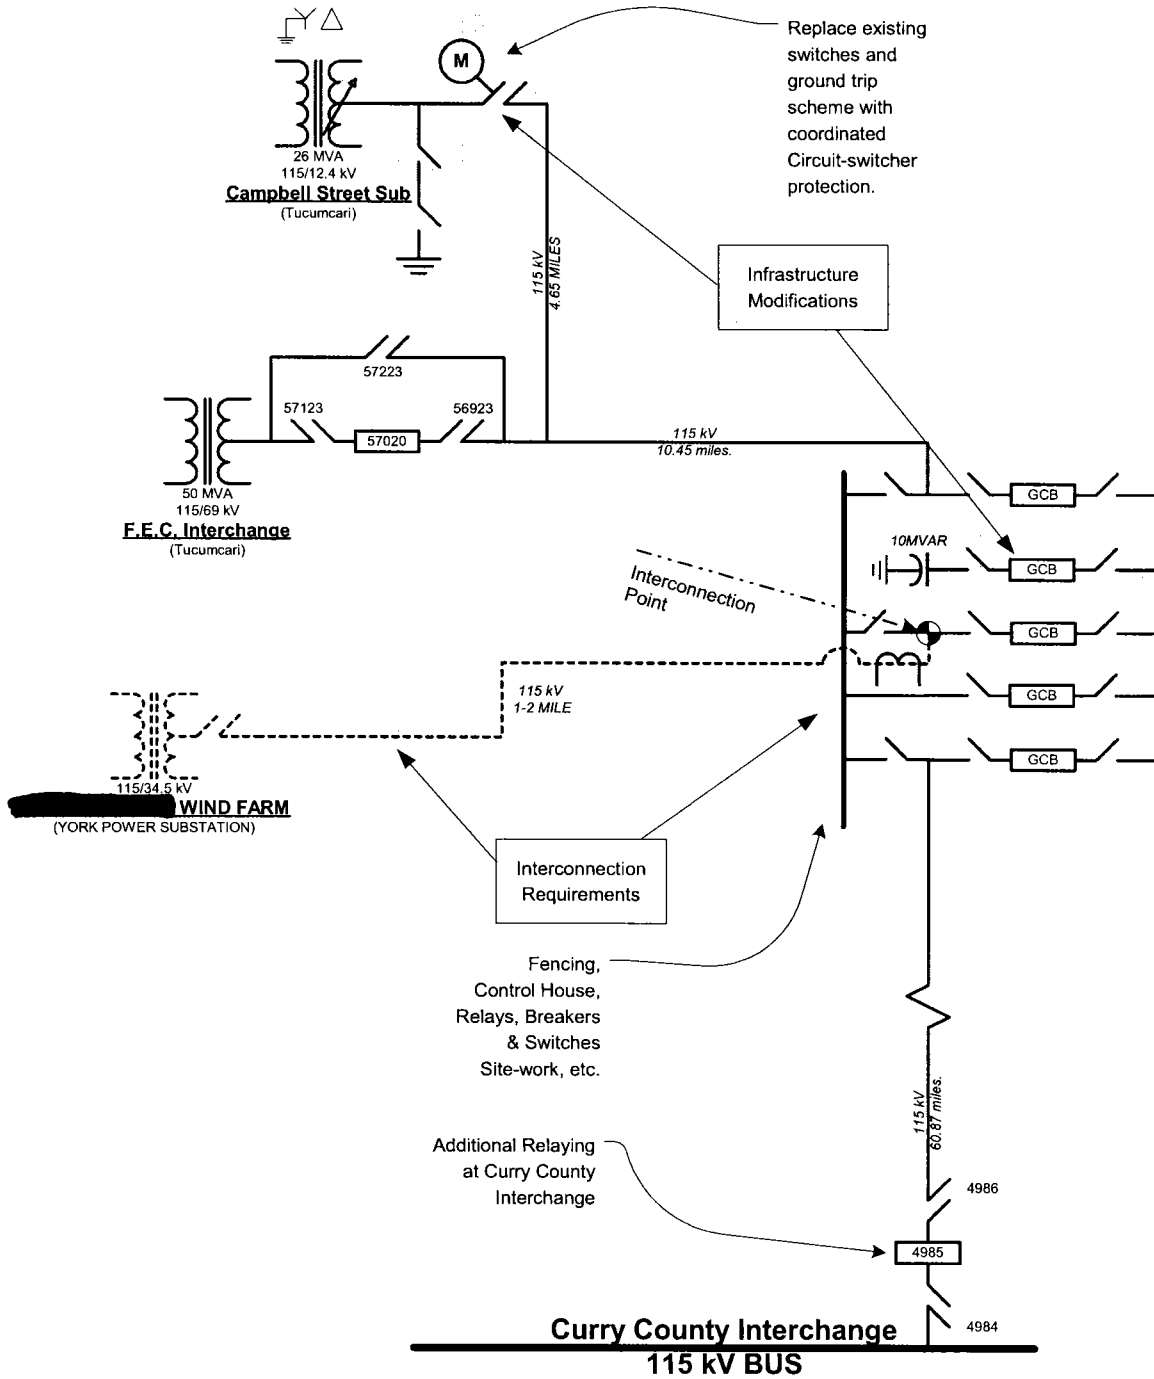 Replace existing
switches and
ground trip
scheme with
coordinated
Circuit-switcher
protection.
M
26 MVA
115/12.4 kV
Campbell Street Sub
(Tucumcari)
115 kV
4.65 MILES
Infrastructure
Modifications
57223
57123
56923
57020
115 kV
10.45 miles.
50 MVA
115/69 kV
F.E.C. Interchange
(Tucumcari)
GCB
10MVAR
GCB
Interconnection
Point
GCB
115 kV
1-2 MILE
GCB
GCB
115/34.5 kV
WIND FARM
(YORK POWER SUBSTATION)
Interconnection
Requirements
Fencing,
Control House,
Relays, Breakers
& Switches
Site-work, etc.
115 kV
60.87 miles.
Additional Relaying
at Curry County
Interchange
4986
4985
4984
Curry County Interchange
115 kV BUS